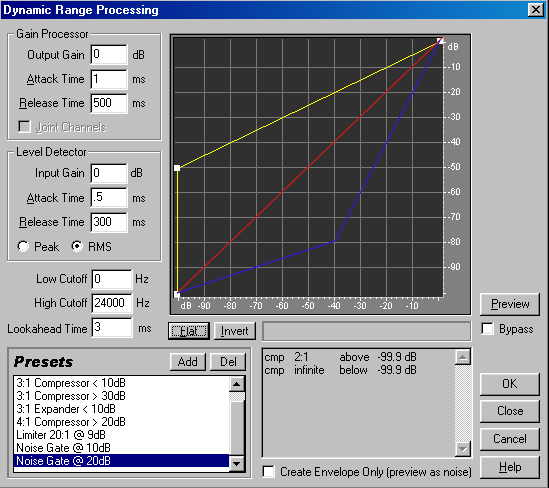 Dynamic Range Processing
Gain Processor
Output Gain 0 dB
Attack Time 1 ms
Release Time 500 ms
Joint Channels
Level Detector
Input Gain 0 dB
Attack Time .5 ms
Release Time 300 ms
Peak RMS
Low Cutoff 0 Hz
High Cutoff 24000 Hz
Lookahead Time 3 ms
dB
-10
-20
-30
-40
-50
-60
-70
-80
-90
dB -90 -80 -70 -60 -50 -40 -30 -20 -10
Flat Invert
Preview
Bypass
Presets Add Del
3:1 Compressor < 10dB
3:1 Compressor > 30dB
3:1 Expander < 10dB
4:1 Compressor > 20dB
Limiter 20:1 @ 9dB
Noise Gate @ 10dB
Noise Gate @ 20dB
cmp 2:1 above -99.9 dB
cmp infinite below -99.9 dB
Create Envelope Only (preview as noise)
OK
Close
Cancel
Help